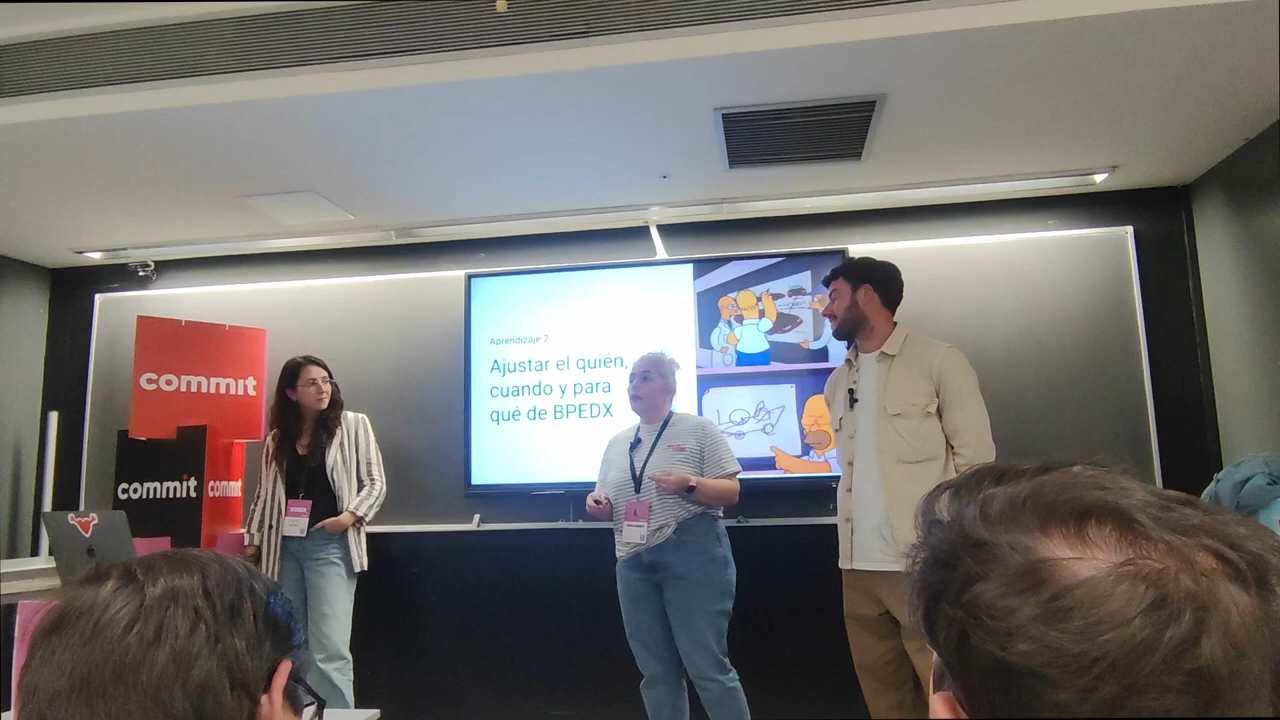 commit
commit
commit
Aprendizaje 2
Ajustar el quién,
cuando y para
qué de BPEDX